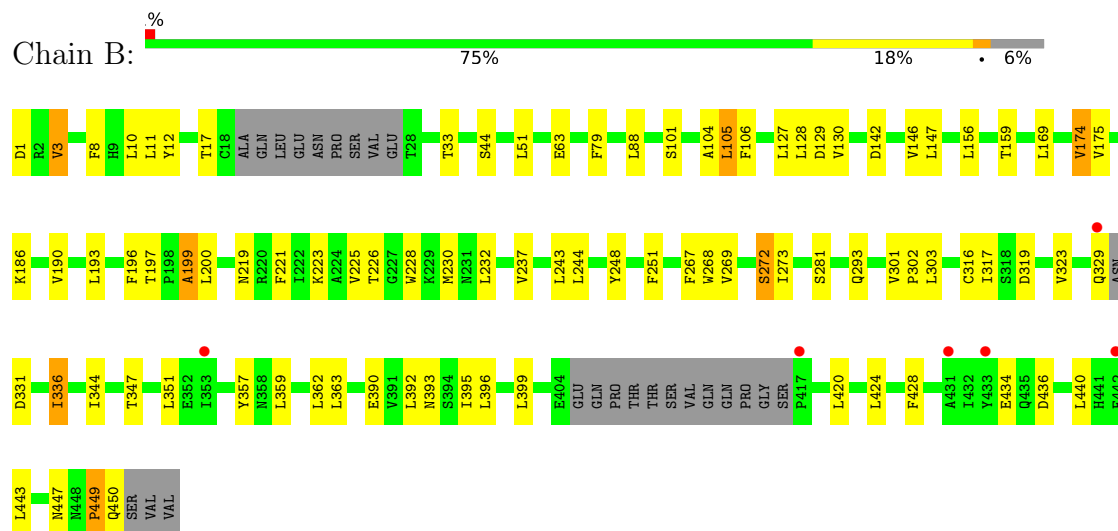 %
Chain B:
75% 18% • 6%
D1 R2 V3 F8 H9 L10 L11 Y12 T17 C18 ALA GLN LEU GLU ASN PRO SER VAL GLU T28 T33 S44 L51 E63 F79 L88 S101 A104 L105 F106 L127 L128 D129 V130 D142 V146 L147 L156 T159 L169 V174 V175
K186 V190 L193 F196 T197 P198 A199 L200 N219 R220 F221 I222 K223 A224 V225 T226 G227 W228 K229 M230 N231 L232 V237 L243 L244 Y248 F251 F267 W268 V269 S272 I273 S281 Q293 V301 P302 L303 C316 I317 S318 D319 V323 Q329 ASN
D331 I336 I344 T347 L351 E352 I353 Y357 N358 L359 L362 L363 E390 V391 L392 N393 S394 I395 L396 L399 E404 GLU GLN PRO THR THR SER VAL GLN GLN PRO GLY SER P417 L420 L424 F428 A431 I432 Y433 E434 Q435 D436 L440 H441
L443 N447 N448 P449 Q450 SER VAL VAL